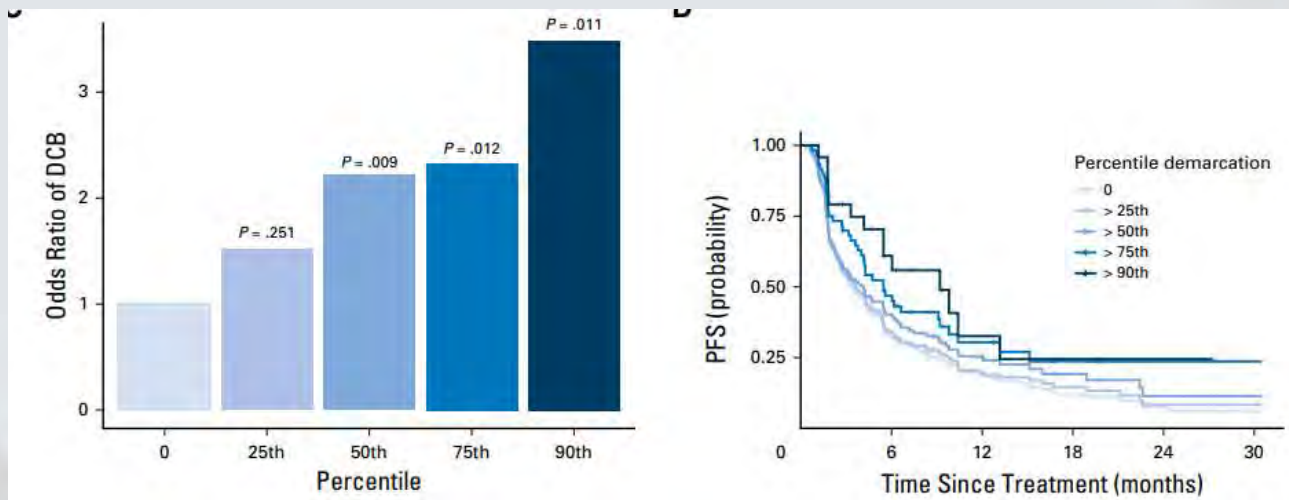 P = .011
P = .012
P = .009
P = .251
Odds Ratio of DCB
3
2
1
0
0
25th
50th
75th
90th
Percentile
PFS (probability)
1.00
0.75
0.50
0.25
Percentile demarcation
0
> 25th
> 50th
> 75th
> 90th
0
6
12
18
24
30
Time Since Treatment (months)